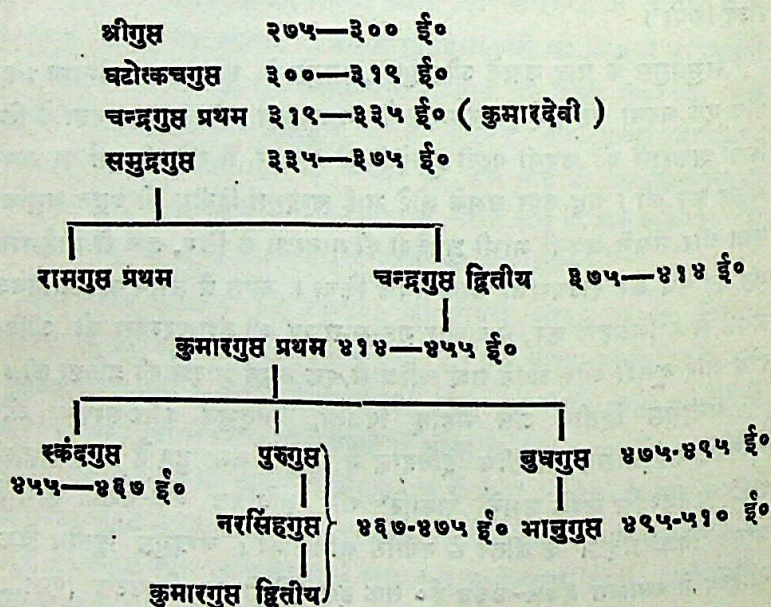 श्रीगुप्त २७५—३०० ई०
घटोत्कचगुप्त ३००—३१९ ई०
चन्द्रगुप्त प्रथम ३१९—३३५ ई० ( कुमारदेवी )
समुद्रगुप्त ३३५—३७५ ई०
रामगुप्त प्रथम चन्द्रगुप्त द्वितीय ३७५—४१४ ई०
कुमारगुप्त प्रथम ४१४—४५५ ई०
स्कंदगुप्त पुरुगुप्त बुधगुप्त ४७५-४९५ ई०
४५५—४६७ ई०
नरसिंहगुप्त ४६७-४७५ ई० भानुगुप्त ४९५-५१० ई०
कुमारगुप्त द्वितीय